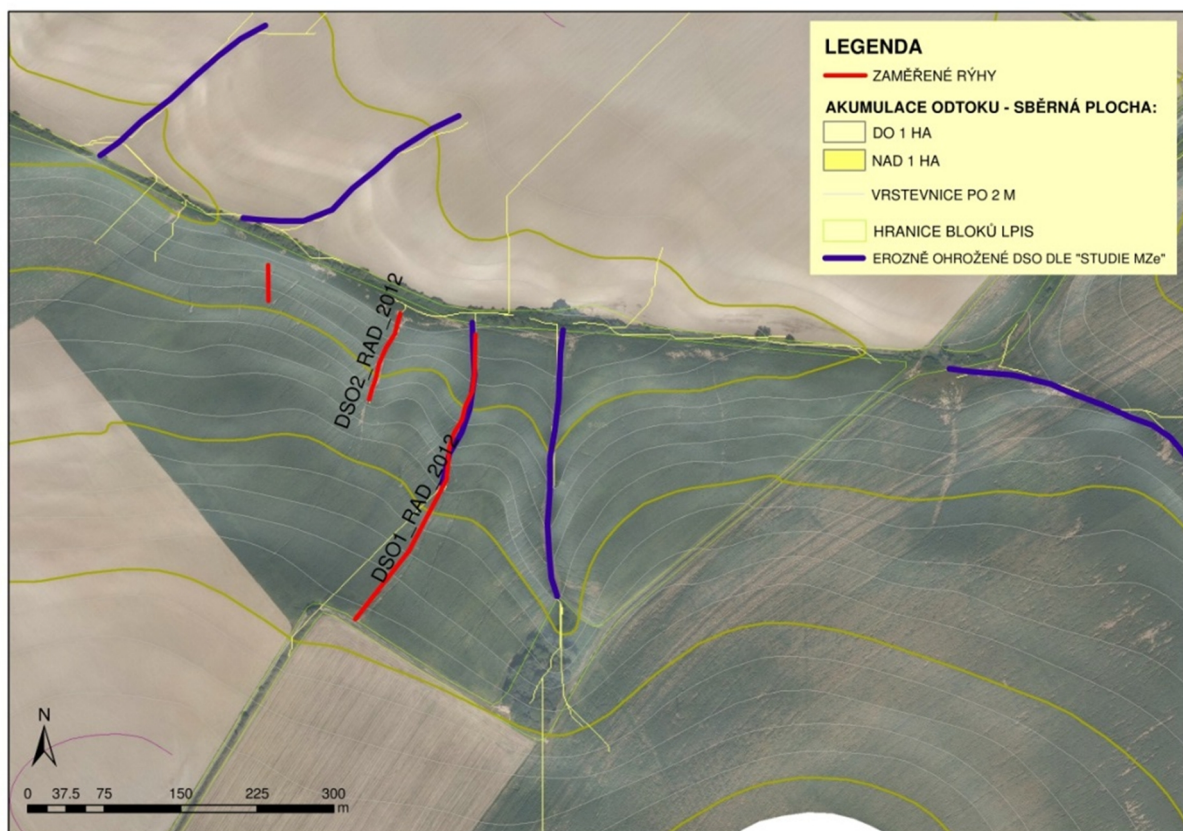 LEGENDA
ZAMĚŘENÉ RÝHY
AKUMULACE ODTOKU - SBĚRNÁ PLOCHA:
DO 1 HA
NAD 1 HA
VRSTEVNICE PO 2 M
HRANICE BLOKŮ LPIS
EROZNĚ OHROŽENÉ DSO DLE "STUDIE MZe"
DSO2_RAD_2012
DSO1_RAD_2012
N
0 37.5 75 150 225 300
m